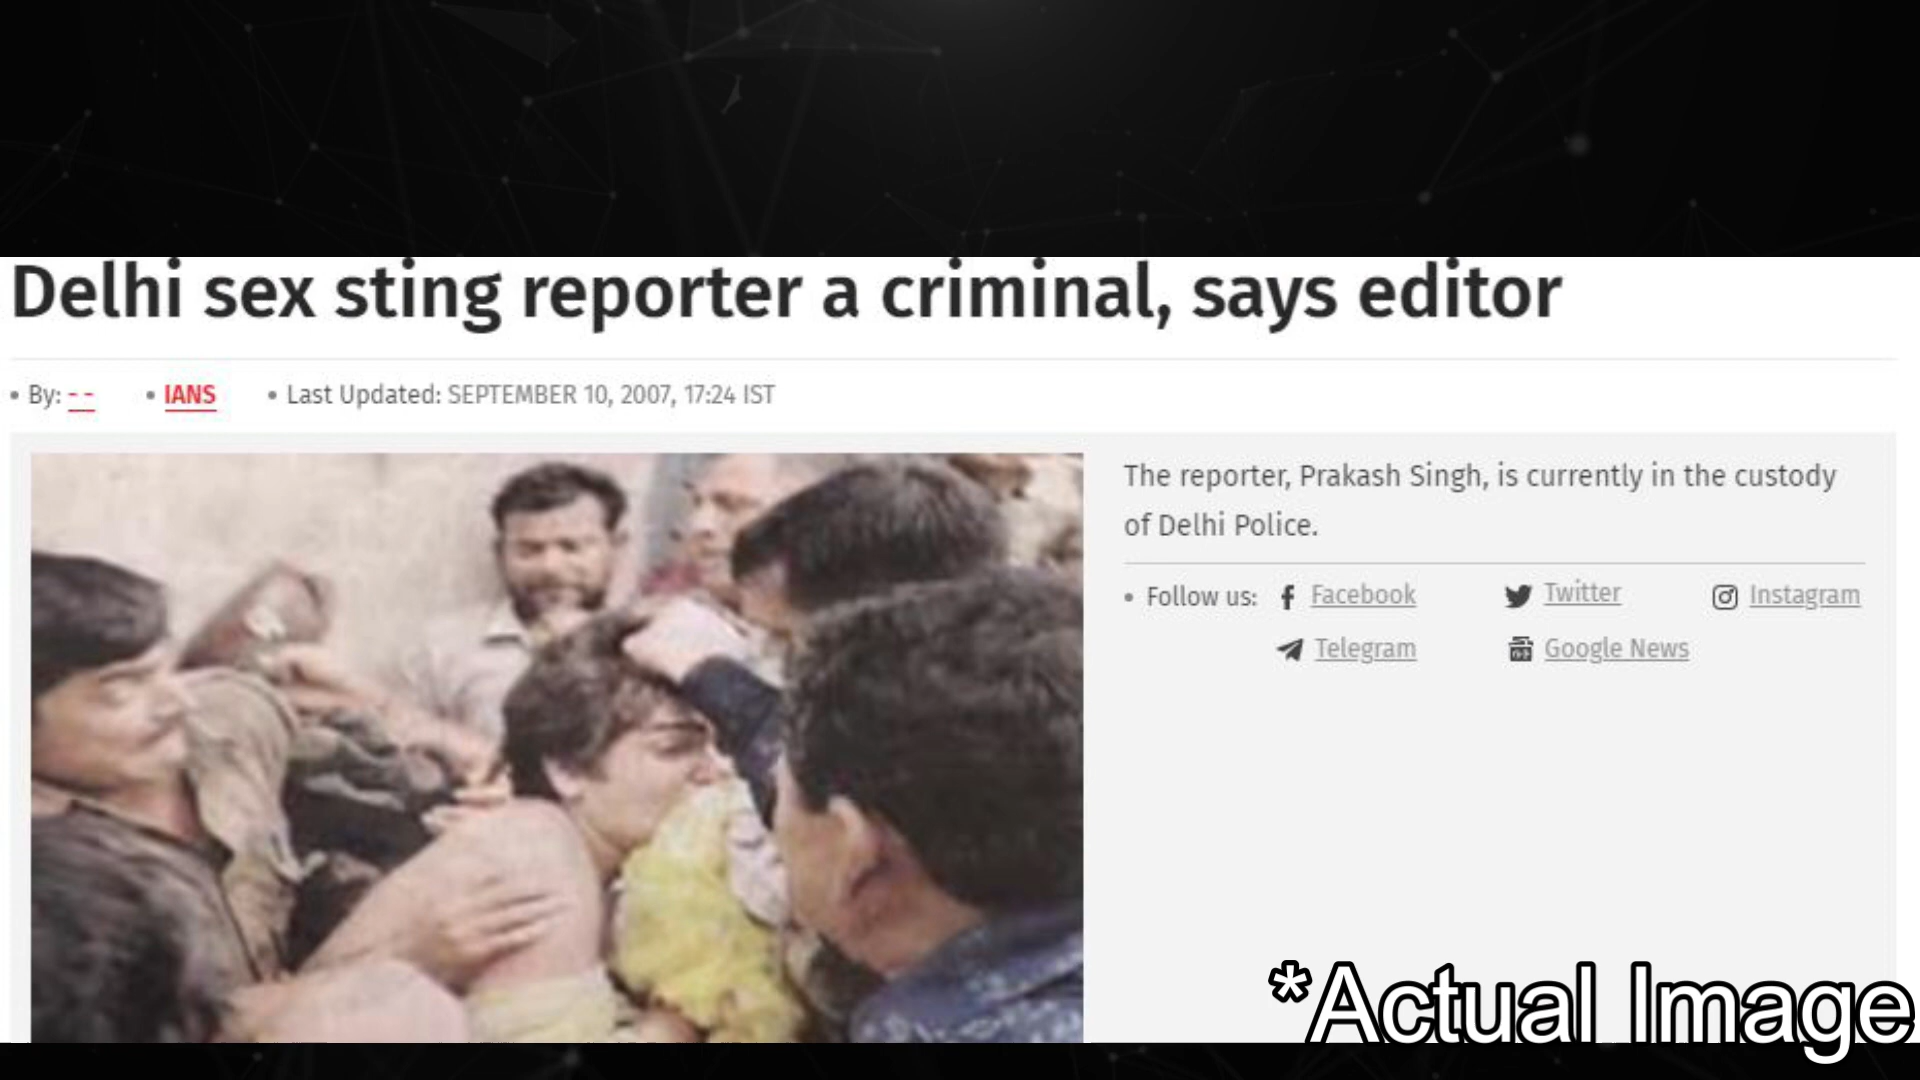 Delhi sex sting reporter a criminal, says editor
• By: - - • IANS • Last Updated: SEPTEMBER 10, 2007, 17:24 IST
The reporter, Prakash Singh, is currently in the custody
of Delhi Police.
• Follow us: Facebook Twitter Instagram
Telegram Google News
*Actual Image